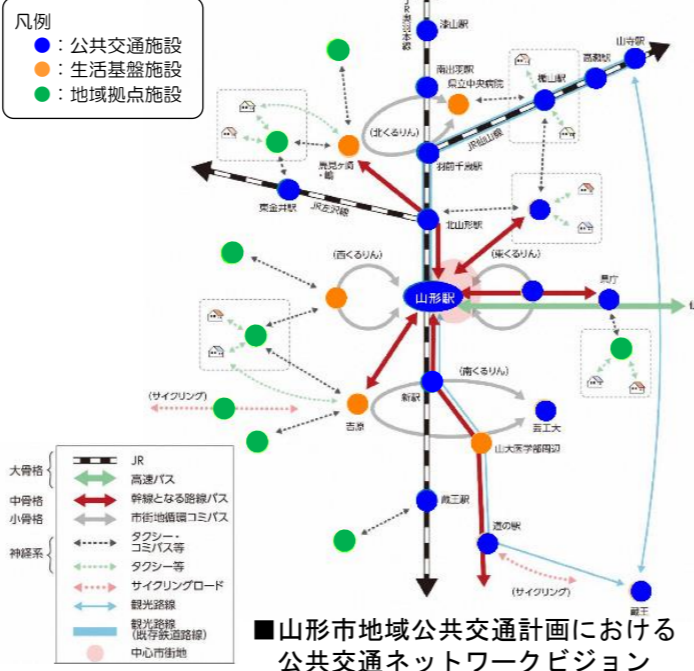 凡例
：公共交通施設
：生活基盤施設
：地域拠点施設
漆山駅
南出羽駅
県立中央病院
山寺駅
高瀬駅
楯山駅
(北くるりん)
JR仙山線
羽前千歳駅
東金井駅
JR左沢線
北山形駅
(西くるりん)
(東くるりん)
県庁
山形駅
(南くるりん)
新駅
(サイクリング)
吉原
芸工大
山大医学部周辺
蔵王駅
道の駅
(サイクリング)
蔵王
大骨格
JR
高速バス
中骨格
幹線となる路線バス
小骨格
市街地循環コミバス
神経系
タクシー・
コミバス等
タクシー等
サイクリングロード
観光路線
観光路線
(既存鉄道路線)
中心市街地
■山形市地域公共交通計画における
公共交通ネットワークビジョン